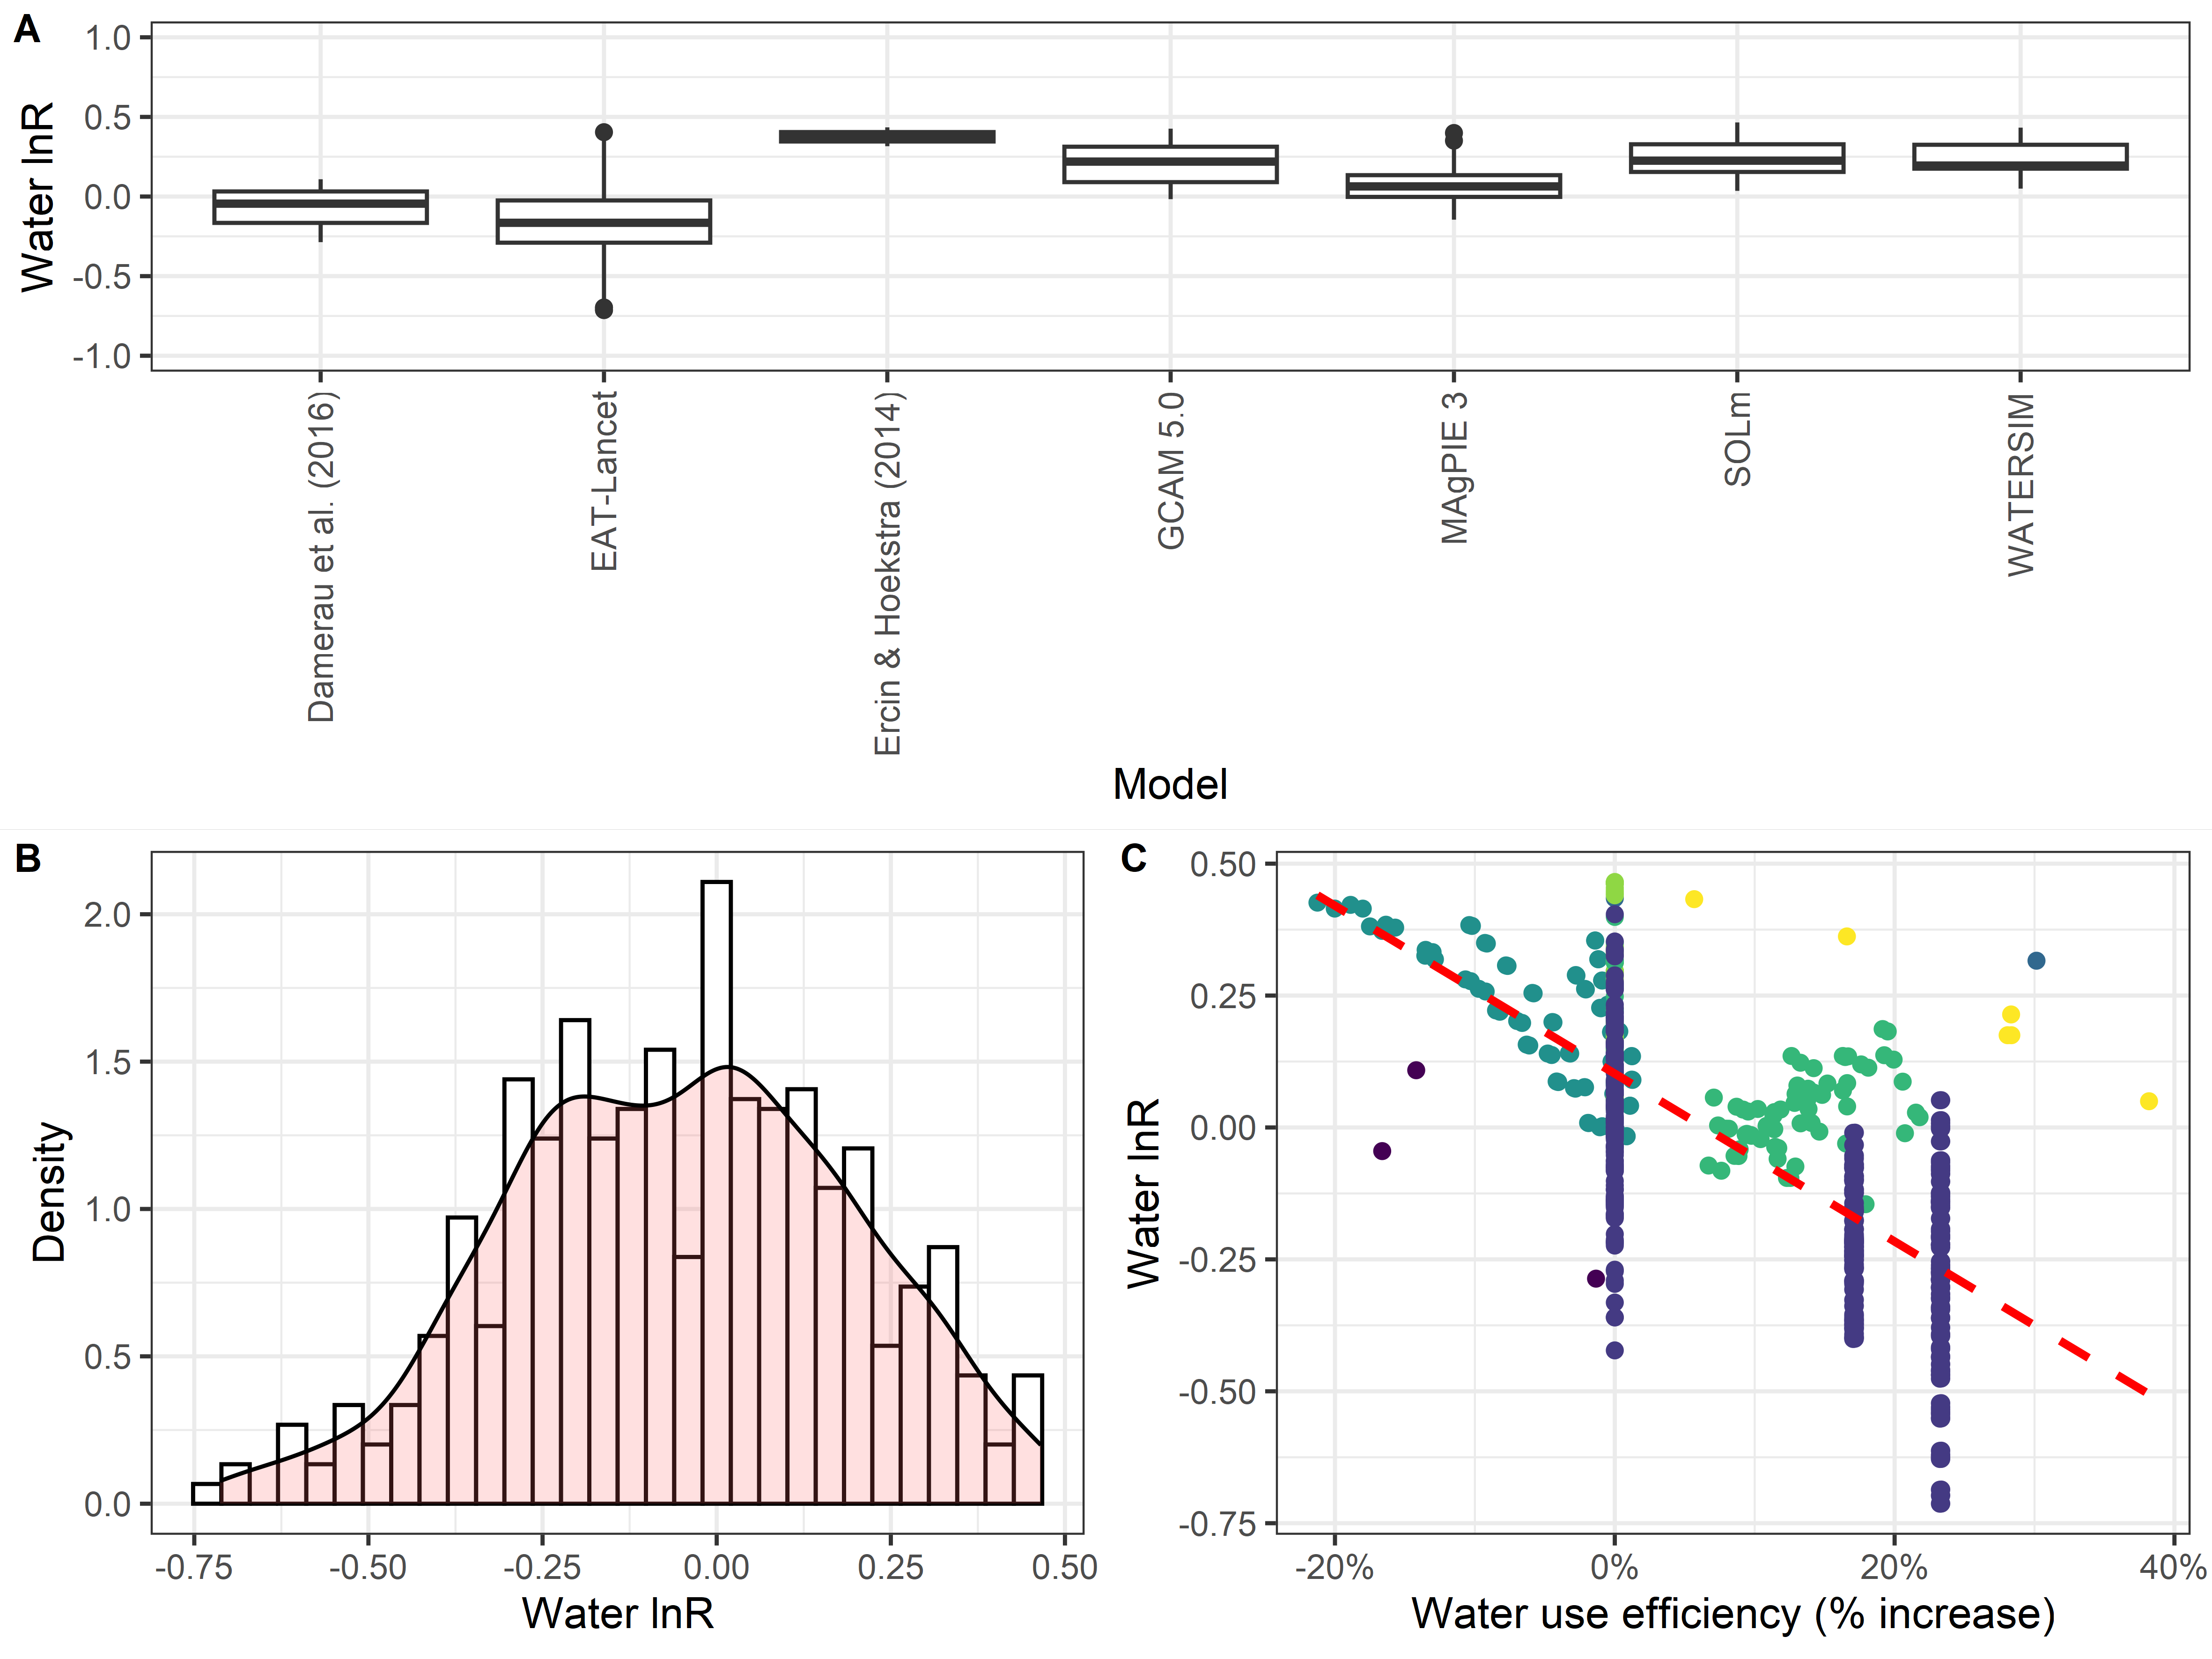 A
Water lnR
1.0
0.5
0.0
-0.5
-1.0
Damerau et al. (2016)
EAT-Lancet
Ercin & Hoekstra (2014)
GCAM 5.0
MAgPIE 3
SOLm
WATERSIM
Model
B
Density
2.0
1.5
1.0
0.5
0.0
-0.75
-0.50
-0.25
0.00
0.25
0.50
Water lnR
C
Water lnR
0.50
0.25
0.00
-0.25
-0.50
-0.75
-20%
0%
20%
40%
Water use efficiency (% increase)